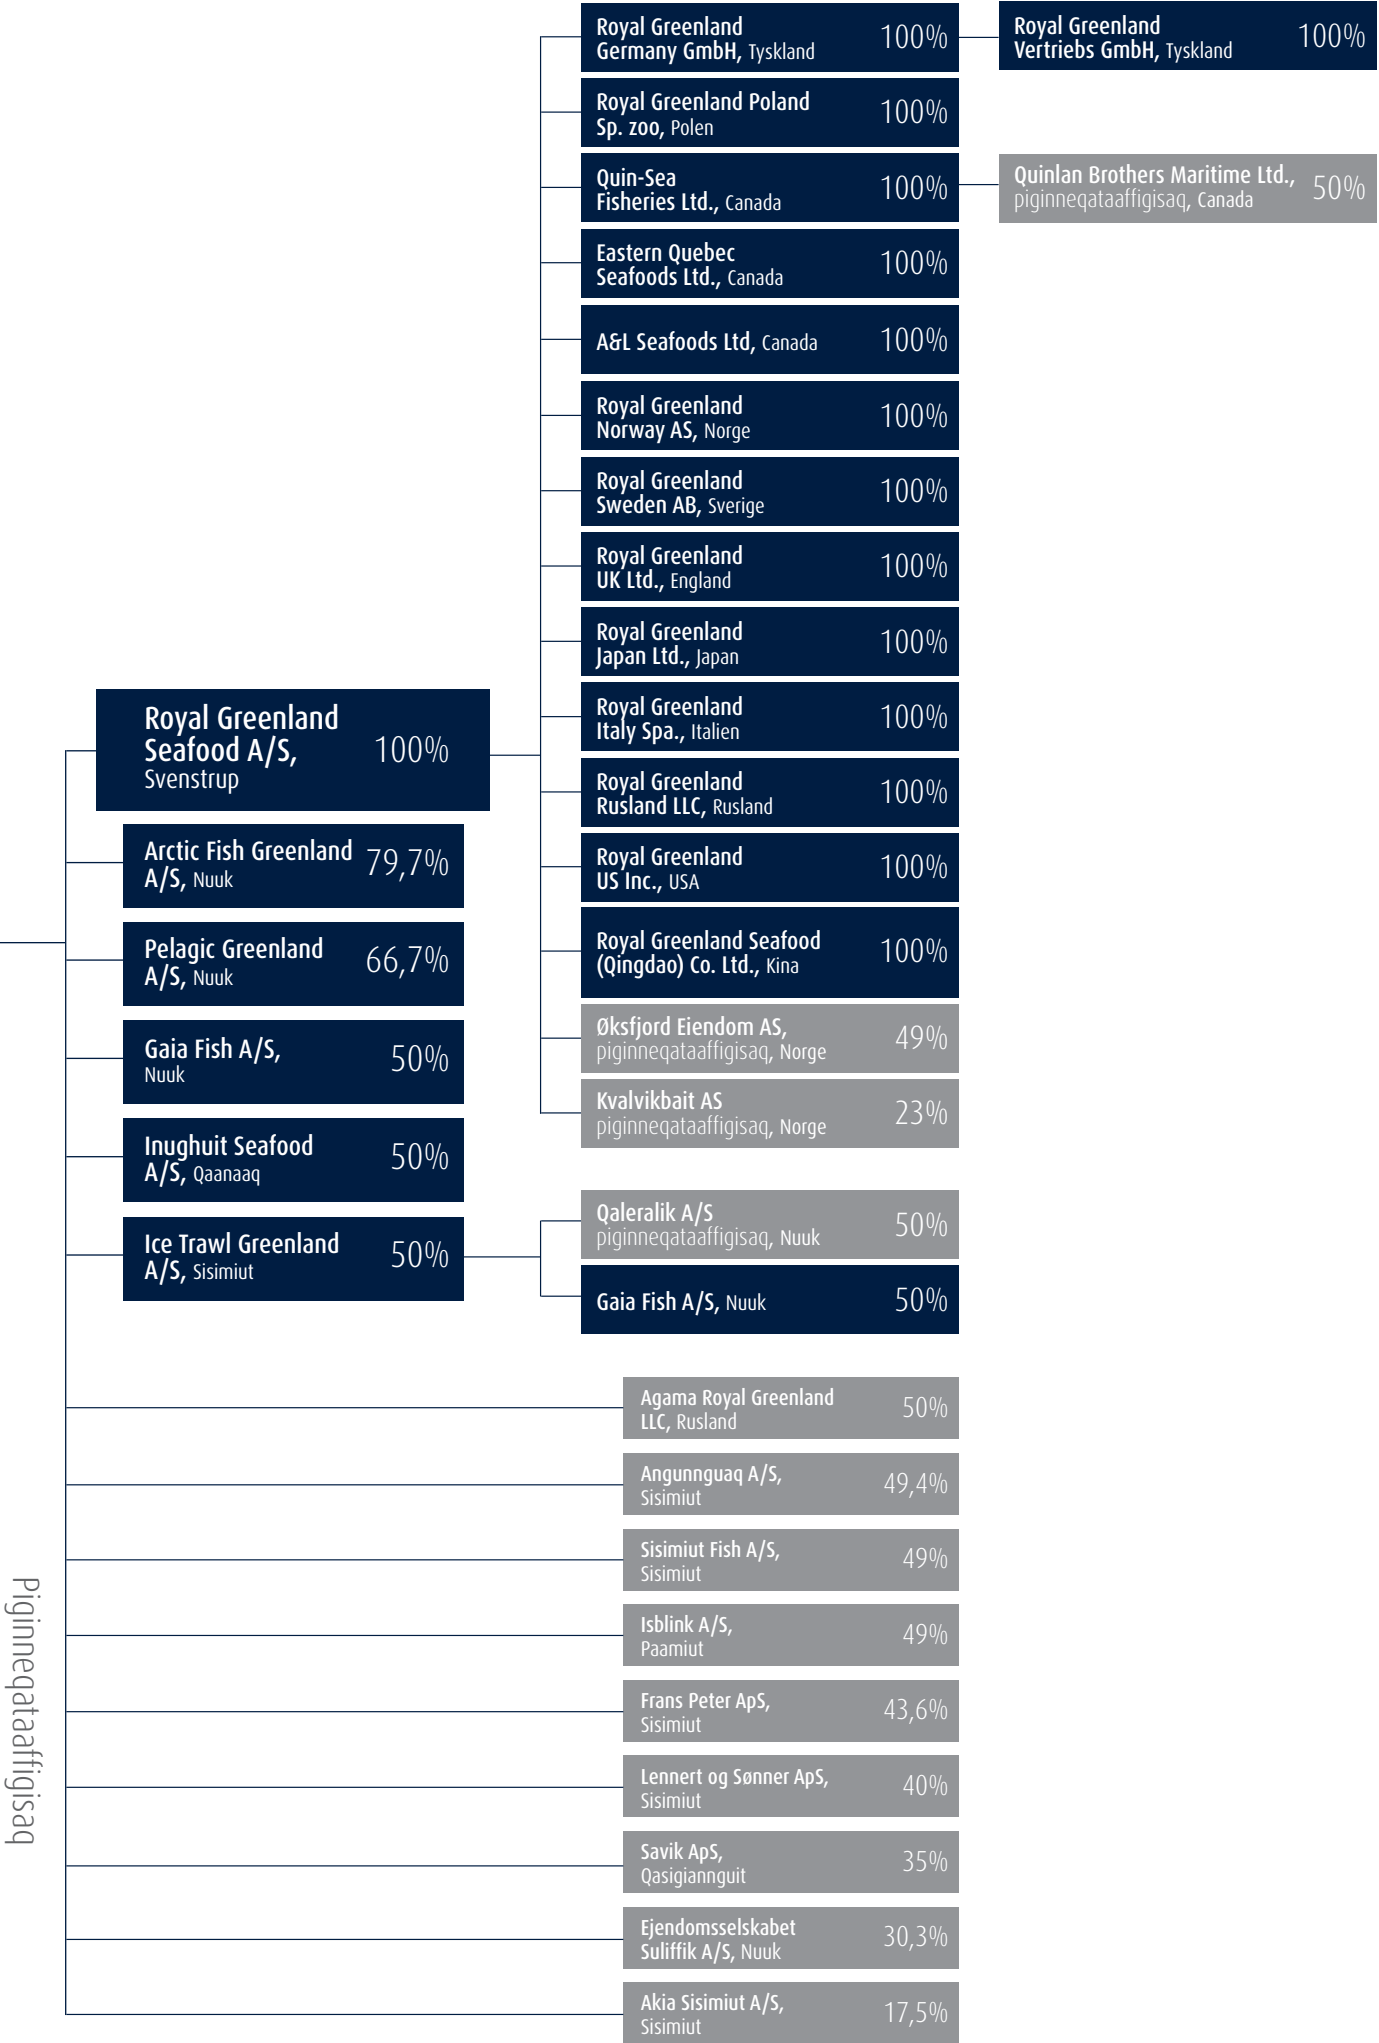 Royal Greenland
Germany GmbH, Tyskland
100%
Royal Greenland
Vertriebs GmbH, Tyskland
100%
Royal Greenland Poland
Sp. zoo, Polen
100%
Quin-Sea
Fisheries Ltd., Canada
100%
Quinlan Brothers Maritime Ltd.,
piginneqataaffigisaq, Canada
50%
Eastern Quebec
Seafoods Ltd., Canada
100%
A&L Seafoods Ltd, Canada
100%
Royal Greenland
Norway AS, Norge
100%
Royal Greenland
Sweden AB, Sverige
100%
Royal Greenland
UK Ltd., England
100%
Royal Greenland
Japan Ltd., Japan
100%
Royal Greenland
Italy Spa., Italien
100%
Royal Greenland
Rusland LLC, Rusland
100%
Royal Greenland
US Inc., USA
100%
Royal Greenland Seafood
(Qingdao) Co. Ltd., Kina
100%
Øksfjord Eiendom AS,
piginneqataaffigisaq, Norge
49%
Kvalvikbait AS
piginneqataaffigisaq, Norge
23%
Royal Greenland
Seafood A/S,
Svenstrup
100%
Arctic Fish Greenland
A/S, Nuuk
79,7%
Pelagic Greenland
A/S, Nuuk
66,7%
Gaia Fish A/S,
Nuuk
50%
Inughuit Seafood
A/S, Qaanaaq
50%
Ice Trawl Greenland
A/S, Sisimiut
50%
Qaleralik A/S
piginneqataaffigisaq, Nuuk
50%
Gaia Fish A/S, Nuuk
50%
Piginneqataaffigisaq
Agama Royal Greenland
LLC, Rusland
50%
Angunnguaq A/S,
Sisimiut
49,4%
Sisimiut Fish A/S,
Sisimiut
49%
Isblink A/S,
Paamiut
49%
Frans Peter ApS,
Sisimiut
43,6%
Lennert og Sønner ApS,
Sisimiut
40%
Savik ApS,
Qasigiannguit
35%
Ejendomsselskabet
Suliffik A/S, Nuuk
30,3%
Akia Sisimiut A/S,
Sisimiut
17,5%